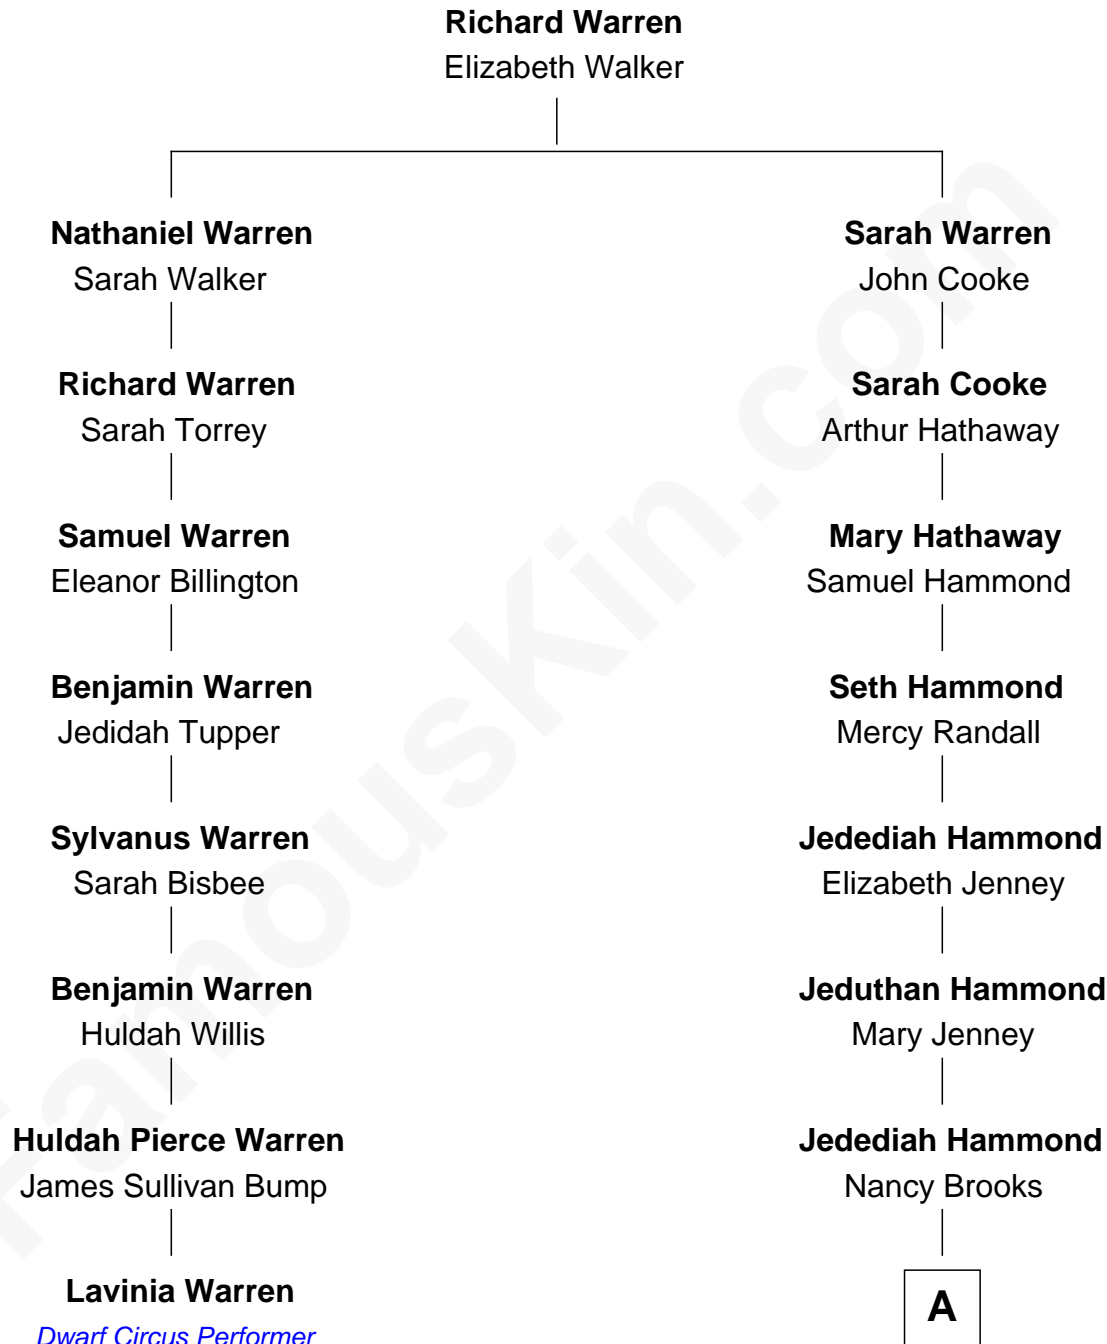 Richard Warren
Elizabeth Walker
Nathaniel Warren
Sarah Walker
Sarah Warren
John Cooke
Richard Warren
Sarah Torrey
Sarah Cooke
Arthur Hathaway
Samuel Warren
Eleanor Billington
Mary Hathaway
Samuel Hammond
Benjamin Warren
Jedidah Tupper
Seth Hammond
Mercy Randall
Sylvanus Warren
Sarah Bisbee
Jedediah Hammond
Elizabeth Jenney
Benjamin Warren
Huldah Willis
Jeduthan Hammond
Mary Jenney
Huldah Pierce Warren
James Sullivan Bump
Jedediah Hammond
Nancy Brooks
Lavinia Warren
Dwarf Circus Performer
A
FamousKin.com